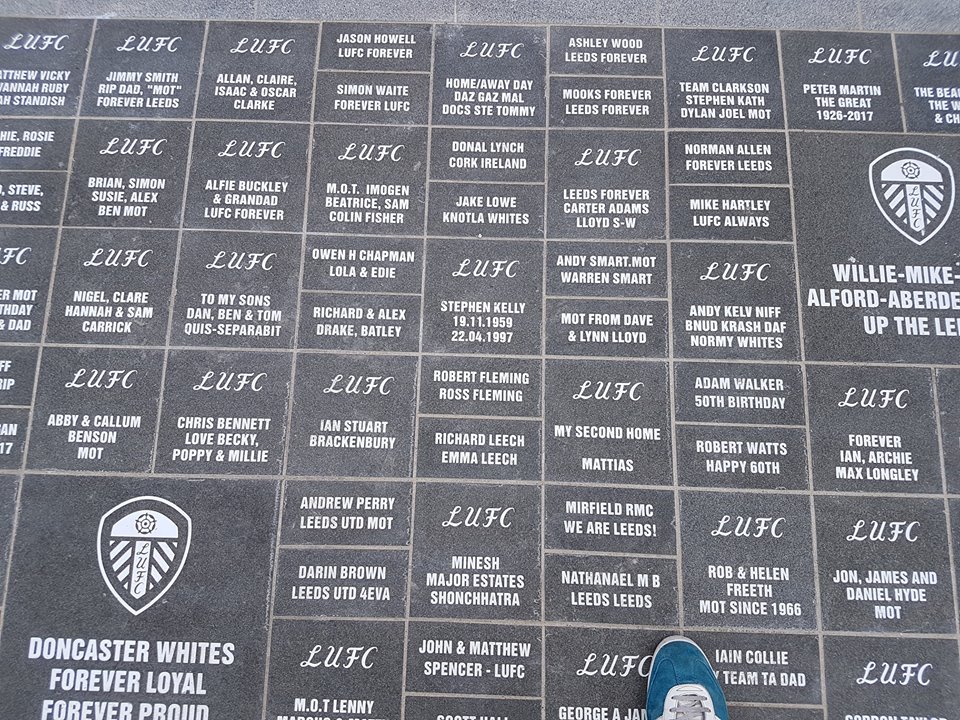 LUFC
VICKY
RUBY
STANDISH
LUFC
JIMMY SMITH
RIP DAD, "MOT"
FOREVER LEEDS
LUFC
ALLAN, CLAIRE,
ISAAC & OSCAR
CLARKE
JASON HOWELL
LUFC FOREVER
SIMON WAITE
FOREVER LUFC
LUFC
HOME/AWAY DAY
DAZ GAZ MAL
DOCS STE TOMMY
ASHLEY WOOD
LEEDS FOREVER
MOOKS FOREVER
LEEDS FOREVER
LUFC
TEAM CLARKSON
STEPHEN KATH
DYLAN JOEL MOT
LUFC
PETER MARTIN
THE GREAT
1926-2017
THE
THE
&
ROSIE
FREDDIE
STEVE,
& RUSS
LUFC
BRIAN, SIMON
SUSIE, ALEX
BEN MOT
LUFC
ALFIE BUCKLEY
& GRANDAD
LUFC FOREVER
LUFC
M.O.T. IMOGEN
BEATRICE, SAM
COLIN FISHER
DONAL LYNCH
CORK IRELAND
JAKE LOWE
KNOTLA WHITES
LUFC
LEEDS FOREVER
CARTER ADAMS
LLOYD S-W
NORMAN ALLEN
FOREVER LEEDS
MIKE HARTLEY
LUFC ALWAYS
LUFC
WILLIE-MIKE-
ALFORD-
UP THE
MOT
& DAD
LUFC
NIGEL, CLARE
HANNAH & SAM
CARRICK
LUFC
TO MY SONS
DAN, BEN & TOM
QUIS-SEPARABIT
OWEN H CHAPMAN
LOLA & EDIE
RICHARD & ALEX
DRAKE, BATLEY
LUFC
STEPHEN KELLY
19.11.1959
22.04.1997
ANDY SMART.MOT
WARREN SMART
MOT FROM DAVE
& LYNN LLOYD
LUFC
ANDY KELV NIFF
BNUD KRASH DAF
NORMY WHITES
LUFC
ABBY & CALLUM
BENSON
MOT
LUFC
CHRIS BENNETT
LOVE BECKY,
POPPY & MILLIE
LUFC
IAN STUART
BRACKENBURY
ROBERT FLEMING
ROSS FLEMING
RICHARD LEECH
EMMA LEECH
LUFC
MY SECOND HOME
MATTIAS
ADAM WALKER
50TH BIRTHDAY
ROBERT WATTS
HAPPY 60TH
LUFC
FOREVER
IAN, ARCHIE
MAX LONGLEY
LUFC
DONCASTER WHITES
FOREVER LOYAL
FOREVER PROUD
ANDREW PERRY
LEEDS UTD MOT
DARIN BROWN
LEEDS UTD 4EVA
LUFC
MINESH
MAJOR ESTATES
SHONCHHATRA
MIRFIELD RMC
WE ARE LEEDS!
NATHANAEL M B
LEEDS LEEDS
LUFC
ROB & HELEN
FREETH
MOT SINCE 1966
LUFC
JON, JAMES AND
DANIEL HYDE
MOT
LUFC
M.O.T LENNY
JOHN & MATTHEW
SPENCER - LUFC
SCOTT HALL
LUFC
GEORGE A
IAIN COLLIE
TEAM TA DAD
LUFC